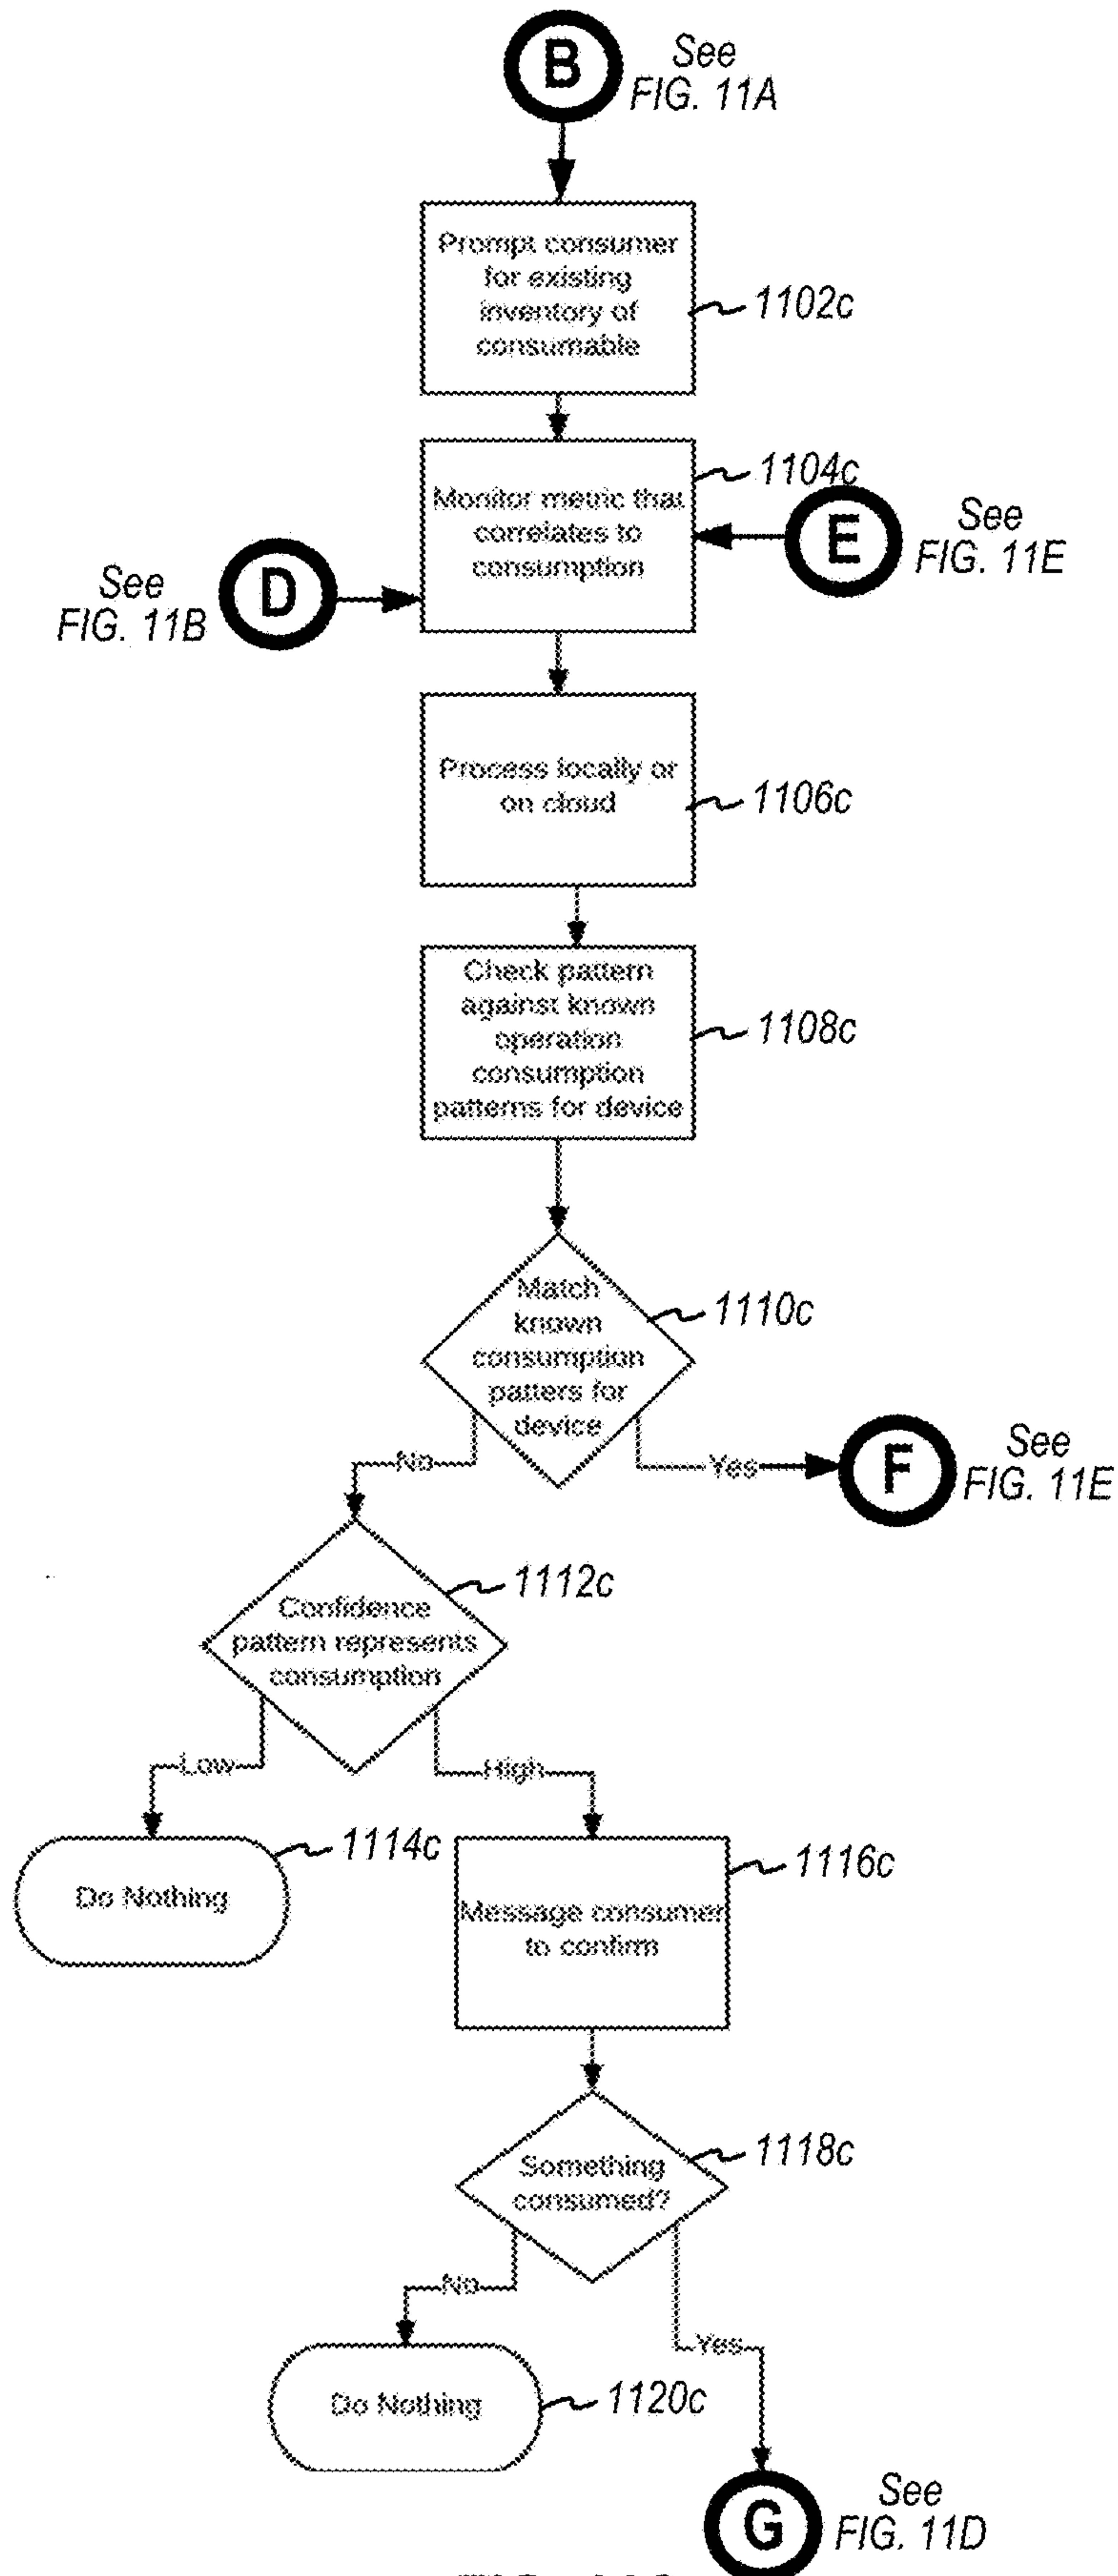 B
See
FIG. 11A
Prompt consumer
for existing
inventory of
consumable
1102c
Monitor metric that
correlates to
consumption
1104c
E
See
FIG. 11E
See
FIG. 11B
D
Process locally or
on cloud
1106c
Check pattern
against known
operation
consumption
patterns for device
1108c
Match
known
consumption
patters for
device
1110c
No
Yes
F
See
FIG. 11E
Confidence
pattern represents
consumption
1112c
Low
High
Do Nothing
1114c
Message consumer
to confirm
1116c
Something
consumed?
1118c
No
Yes
Do Nothing
1120c
G
See
FIG. 11D